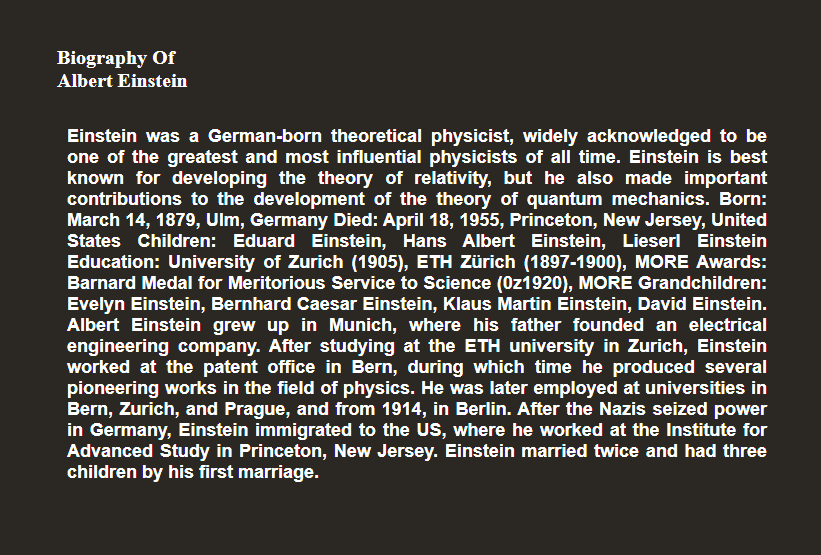 Biography Of
Albert Einstein
Einstein was a German-born theoretical physicist, widely acknowledged to be
one of the greatest and most influential physicists of all time. Einstein is best
known for developing the theory of relativity, but he also made important
contributions to the development of the theory of quantum mechanics. Born:
March 14, 1879, Ulm, Germany Died: April 18, 1955, Princeton, New Jersey, United
States Children: Eduard Einstein, Hans Albert Einstein, Lieserl Einstein
Education: University of Zurich (1905), ETH Zürich (1897-1900), MORE Awards:
Barnard Medal for Meritorious Service to Science (0z1920), MORE Grandchildren:
Evelyn Einstein, Bernhard Caesar Einstein, Klaus Martin Einstein, David Einstein.
Albert Einstein grew up in Munich, where his father founded an electrical
engineering company. After studying at the ETH university in Zurich, Einstein
worked at the patent office in Bern, during which time he produced several
pioneering works in the field of physics. He was later employed at universities in
Bern, Zurich, and Prague, and from 1914, in Berlin. After the Nazis seized power
in Germany, Einstein immigrated to the US, where he worked at the Institute for
Advanced Study in Princeton, New Jersey. Einstein married twice and had three
children by his first marriage.